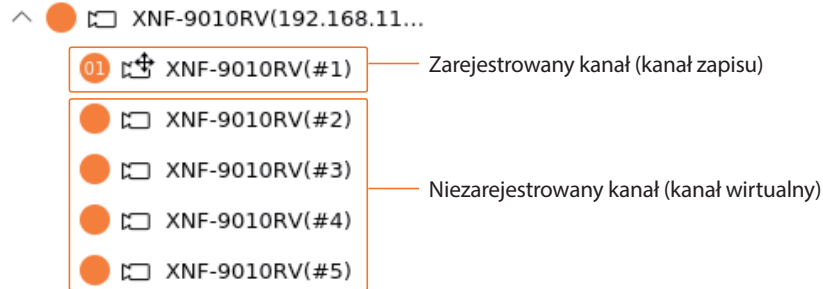 XNF-9010RV(192.168.11...
01 XNF-9010RV(#1) Zarejestrowany kanał (kanał zapisu)
XNF-9010RV(#2)
XNF-9010RV(#3)
Niezarejestrowany kanał (kanał wirtualny)
XNF-9010RV(#4)
XNF-9010RV(#5)